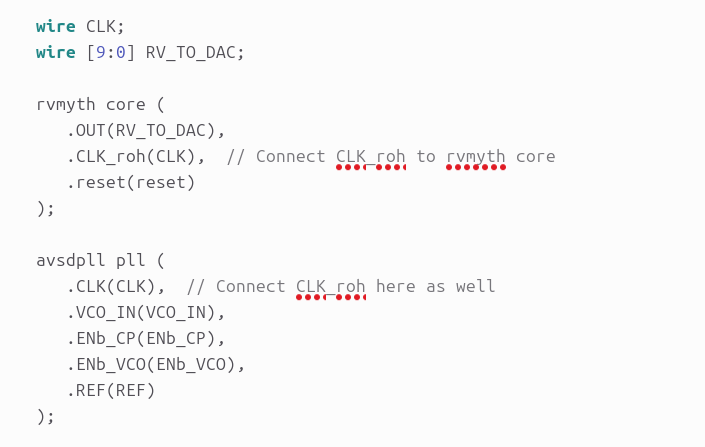 wire CLK;
wire [9:0] RV_TO_DAC;
rvmyth core (
.OUT(RV_TO_DAC),
.CLK_roh(CLK),  // Connect CLK_roh to rvmyth core
.reset(reset)
);
avsdpll pll (
.CLK(CLK),  // Connect CLK_roh here as well
.VCO_IN(VCO_IN),
.ENb_CP(ENb_CP),
.ENb_VCO(ENb_VCO),
.REF(REF)
);